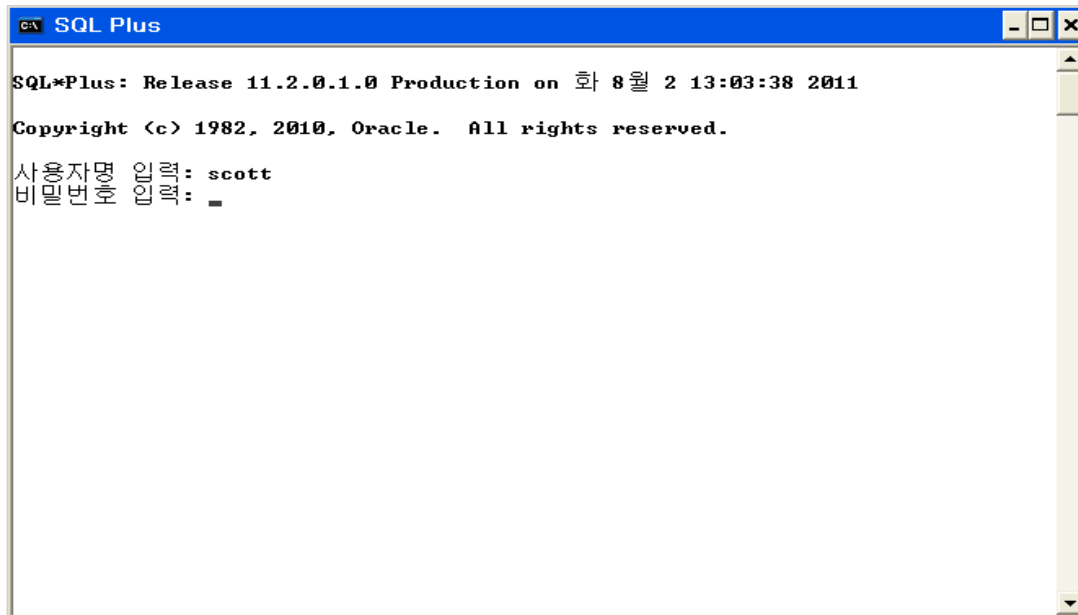 SQL Plus
SQL*Plus: Release 11.2.0.1.0 Production on 화 8월 2 13:03:38 2011
Copyright (c) 1982, 2010, Oracle.  All rights reserved.
사용자명 입력: scott
비밀번호 입력: _